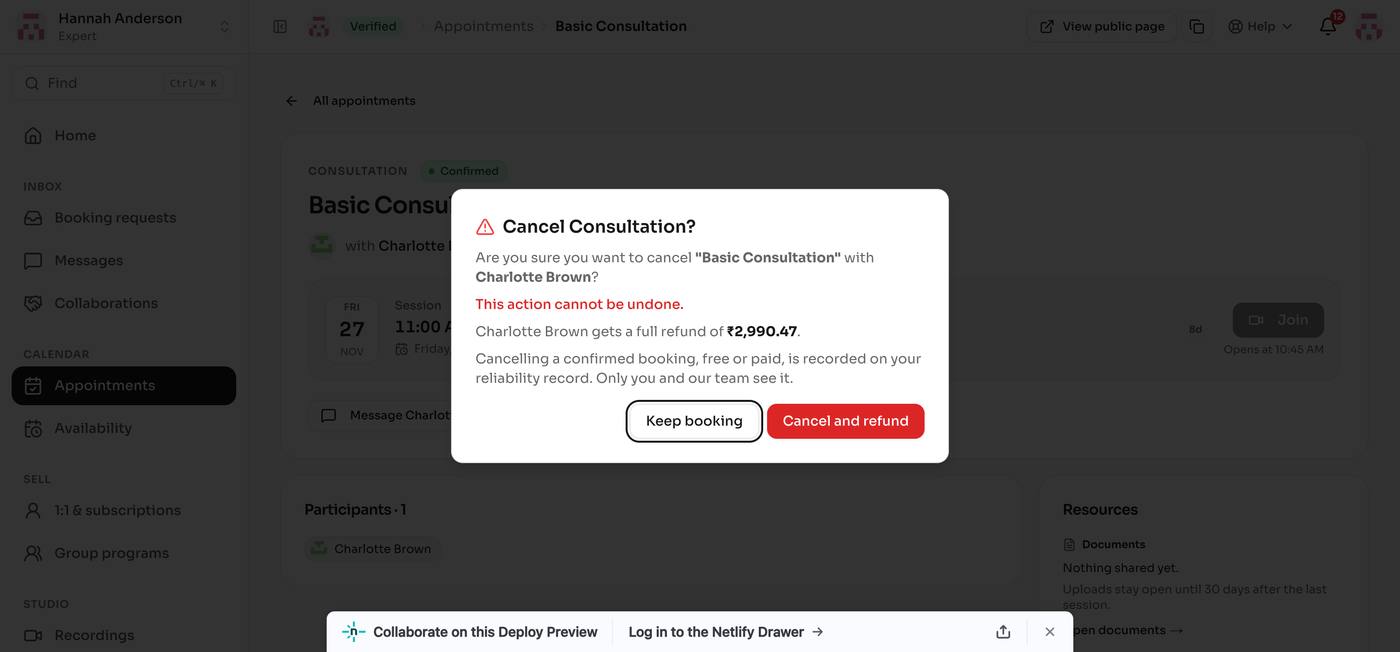 Hannah Anderson
Expert
Verified
Appointments
Basic Consultation
View public page
Help
12
Find
Ctrl/⌘ K
All appointments
Home
INBOX
Booking requests
Messages
Collaborations
CALENDAR
Appointments
Availability
SELL
1:1 & subscriptions
Group programs
STUDIO
Recordings
CONSULTATION
Confirmed
Basic Consul
with Charlotte
FRI
27
NOV
Session
11:00
Friday,
8d
Join
Opens at 10:45 AM
Message Charlot
Cancel Consultation?
Are you sure you want to cancel "Basic Consultation" with
Charlotte Brown?
This action cannot be undone.
Charlotte Brown gets a full refund of ₹2,990.47.
Cancelling a confirmed booking, free or paid, is recorded on your
reliability record. Only you and our team see it.
Keep booking
Cancel and refund
Participants · 1
Charlotte Brown
Resources
Documents
Nothing shared yet.
Uploads stay open until 30 days after the last
session.
pen documents →
Collaborate on this Deploy Preview
Log in to the Netlify Drawer →